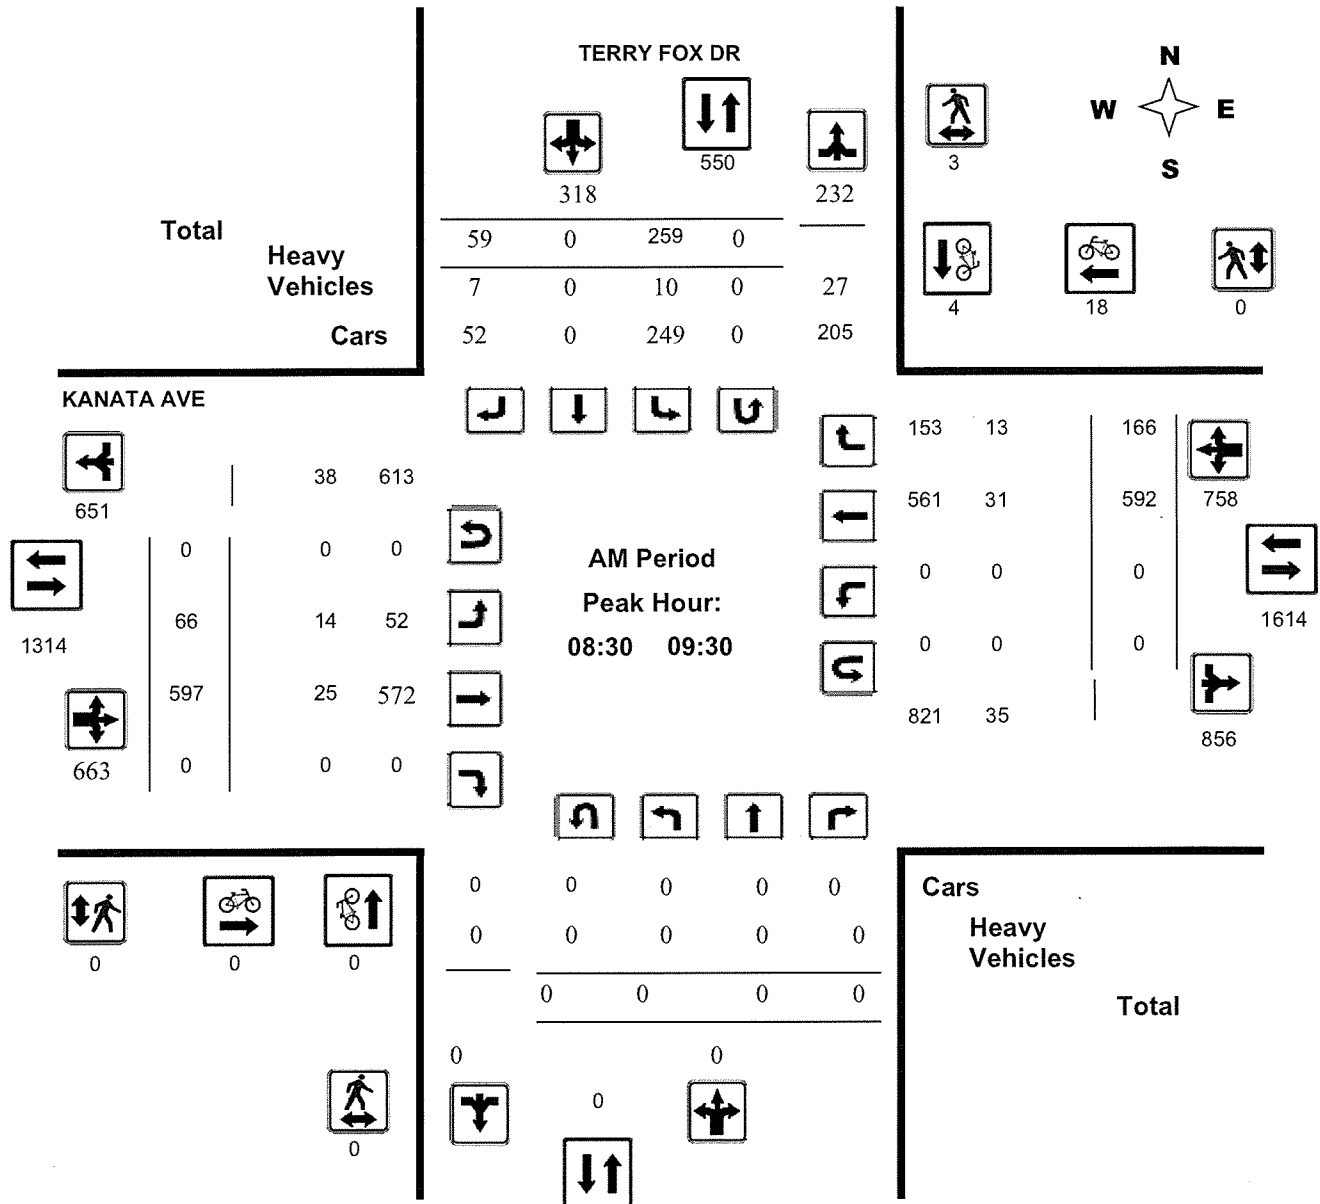 TERRY FOX DR
N
W E
S
550
3
318 232
Total 59 0 259 0
Heavy
Vehicles 7 0 10 0 27
4 18 0
Cars 52 0 249 0 205
KANATA AVE
153 13 166
38 613
651
561 31 592 758
0 0 0
AM Period
0 0 0
Peak Hour:
66 14 52
1314
08:30 09:30
1614
0 0 0
597 25 572
821 35
856
663 0 0 0
0 0 0 0 0
Cars
0 0 0 0 0
Heavy
Vehicles
0 0 0
0 0 0 0
Total
0 0
0
0